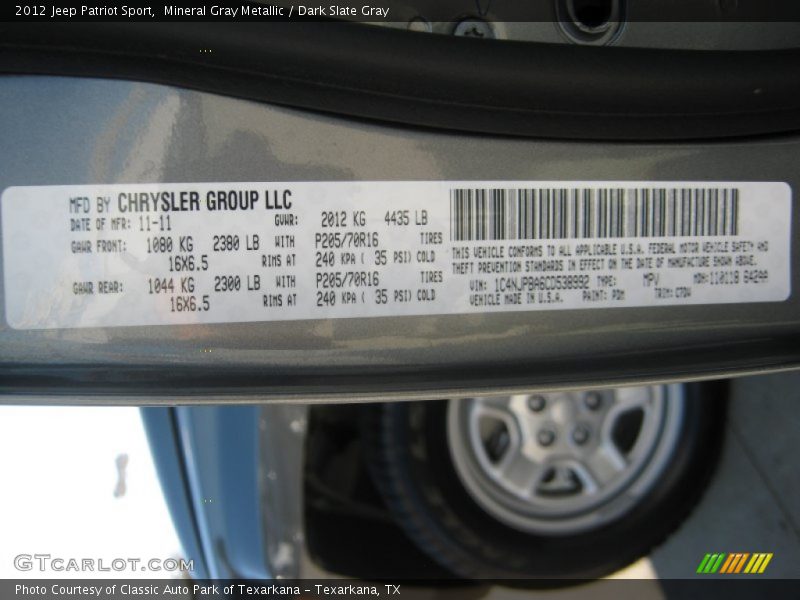 2012 Jeep Patriot Sport,  Mineral Gray Metallic / Dark Slate Gray
MFD BY CHRYSLER GROUP LLC
DATE OF MFR: 11-11 GVWR: 2012 KG 4435 LB
GAWR FRONT: 1080 KG 2380 LB WITH P205/70R16 TIRES
16X6.5 RIMS AT 240 KPA ( 35 PSI) COLD
GAWR REAR: 1044 KG 2300 LB WITH P205/70R16 TIRES
16X6.5 RIMS AT 240 KPA ( 35 PSI) COLD
THIS VEHICLE CONFORMS TO ALL APPLICABLE U.S.A. FEDERAL MOTOR VEHICLE SAFETY AND
THEFT PREVENTION STANDARDS IN EFFECT ON THE DATE OF MANUFACTURE SHOWN ABOVE.
VIN: TYPE: MPV MDH:
VEHICLE MADE IN U.S.A. PAINT: PDM TRIM:
GTCARLOT.COM
Photo Courtesy of Classic Auto Park of Texarkana - Texarkana, TX